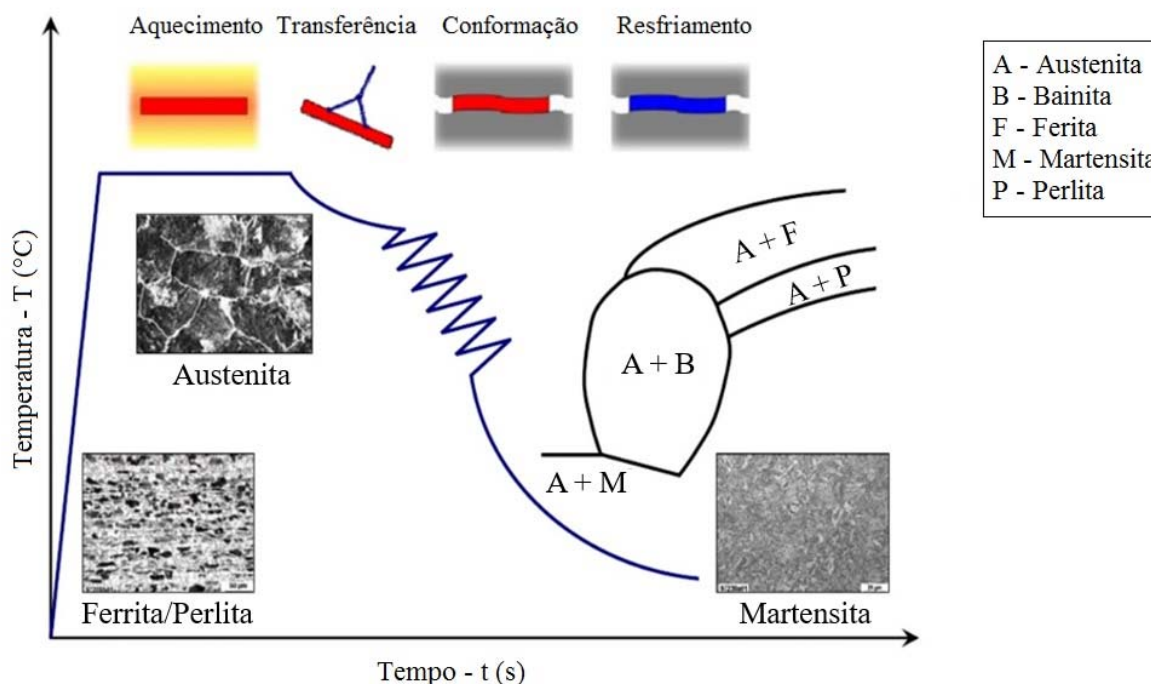 Aquecimento
Transferência
Conformação
Resfriamento
A - Austenita
B - Bainita
F - Ferita
M - Martensita
P - Perlita
Temperatura - T (°C)
Austenita
A + F
A + P
A + B
A + M
Ferrita/Perlita
Martensita
Tempo - t (s)